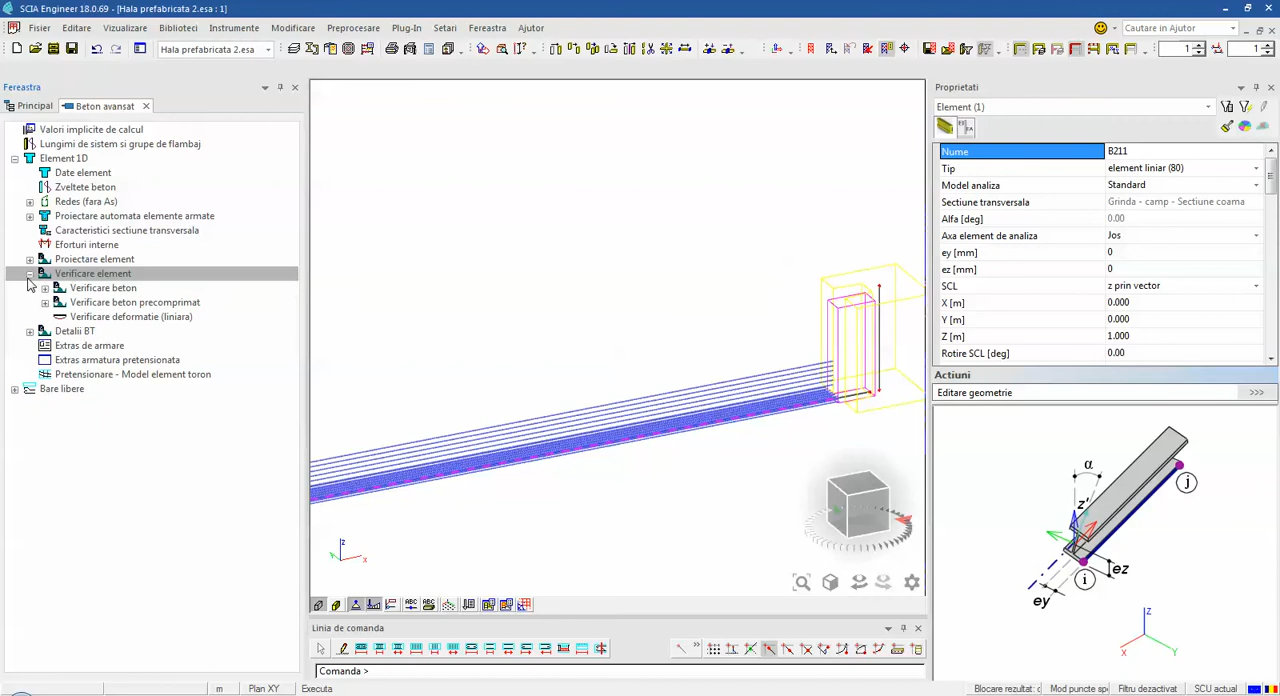 SCIA Engineer 18.0.69 - [Hala prefabricata 2.esa : 1]
Fisier Editare Vizualizare Biblioteci Instrumente Modificare Preprocesare Plug-In Setari Fereastra Ajutor
Cautare in Ajutor
Hala prefabricata 2.esa
1 1
Fereastra
Principal Beton avansat
Valori implicite de calcul
Lungimi de sistem si grupe de flambaj
Element 1D
Date element
Zveltete beton
Redes (fara As)
Proiectare automata elemente armate
Caracteristici sectiune transversala
Eforturi interne
Proiectare element
Verificare element
Verificare beton
Verificare beton precomprimat
Verificare deformatie (liniara)
Detalii BT
Extras de armare
Extras armatura pretensionata
Pretensionare - Model element toron
Bare libere
z
x
Linia de comanda
Comanda >
Proprietati
Element (1)
Nume B211
Tip element liniar (80)
Model analiza Standard
Sectiune transversala Grinda - camp - Sectiune coama
Alfa [deg] 0.00
Axa element de analiza Jos
ey [mm] 0
ez [mm] 0
SCL z prin vector
X [m] 0.000
Y [m] 0.000
Z [m] 1.000
Rotire SCL [deg] 0.00
Actiuni
Editare geometrie >>>
α
z'
j
i
ez
ey
Z
X
Y
m Plan XY Executa Blocare rezultat: c Mod puncte sp Filtru dezactivat SCU actual